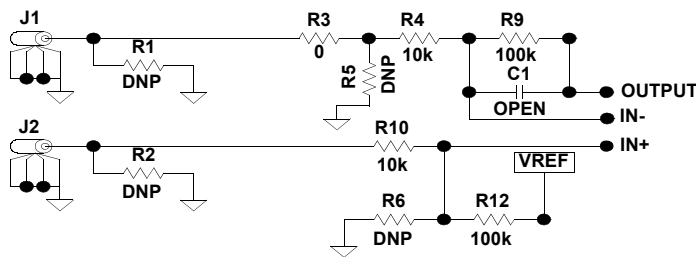 J1
R1
DNP
R3
0
R5
DNP
R4
10k
R9
100k
C1
OPEN
OUTPUT
IN-
J2
R2
DNP
R10
10k
IN+
VREF
R6
DNP
R12
100k